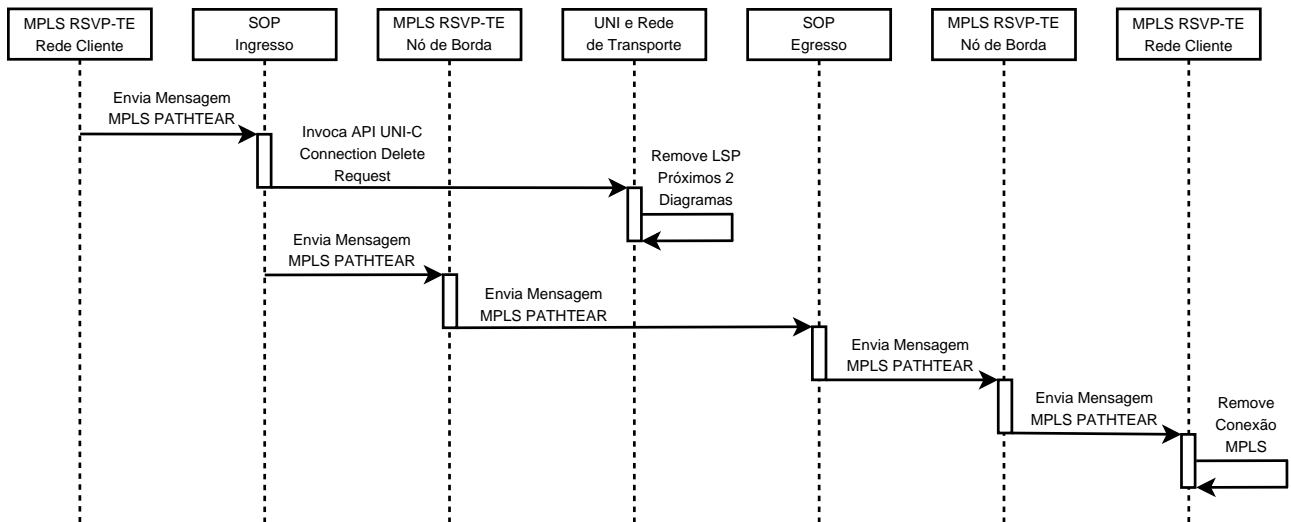 MPLS RSVP-TE
Rede Cliente
SOP
Ingresso
MPLS RSVP-TE
Nó de Borda
UNI e Rede
de Transporte
SOP
Egresso
MPLS RSVP-TE
Nó de Borda
MPLS RSVP-TE
Rede Cliente
Envia Mensagem
MPLS PATHTEAR
Invoca API UNI-C
Connection Delete
Request
Remove LSP
Próximos 2
Diagramas
Envia Mensagem
MPLS PATHTEAR
Envia Mensagem
MPLS PATHTEAR
Envia Mensagem
MPLS PATHTEAR
Envia Mensagem
MPLS PATHTEAR
Remove
Conexão
MPLS